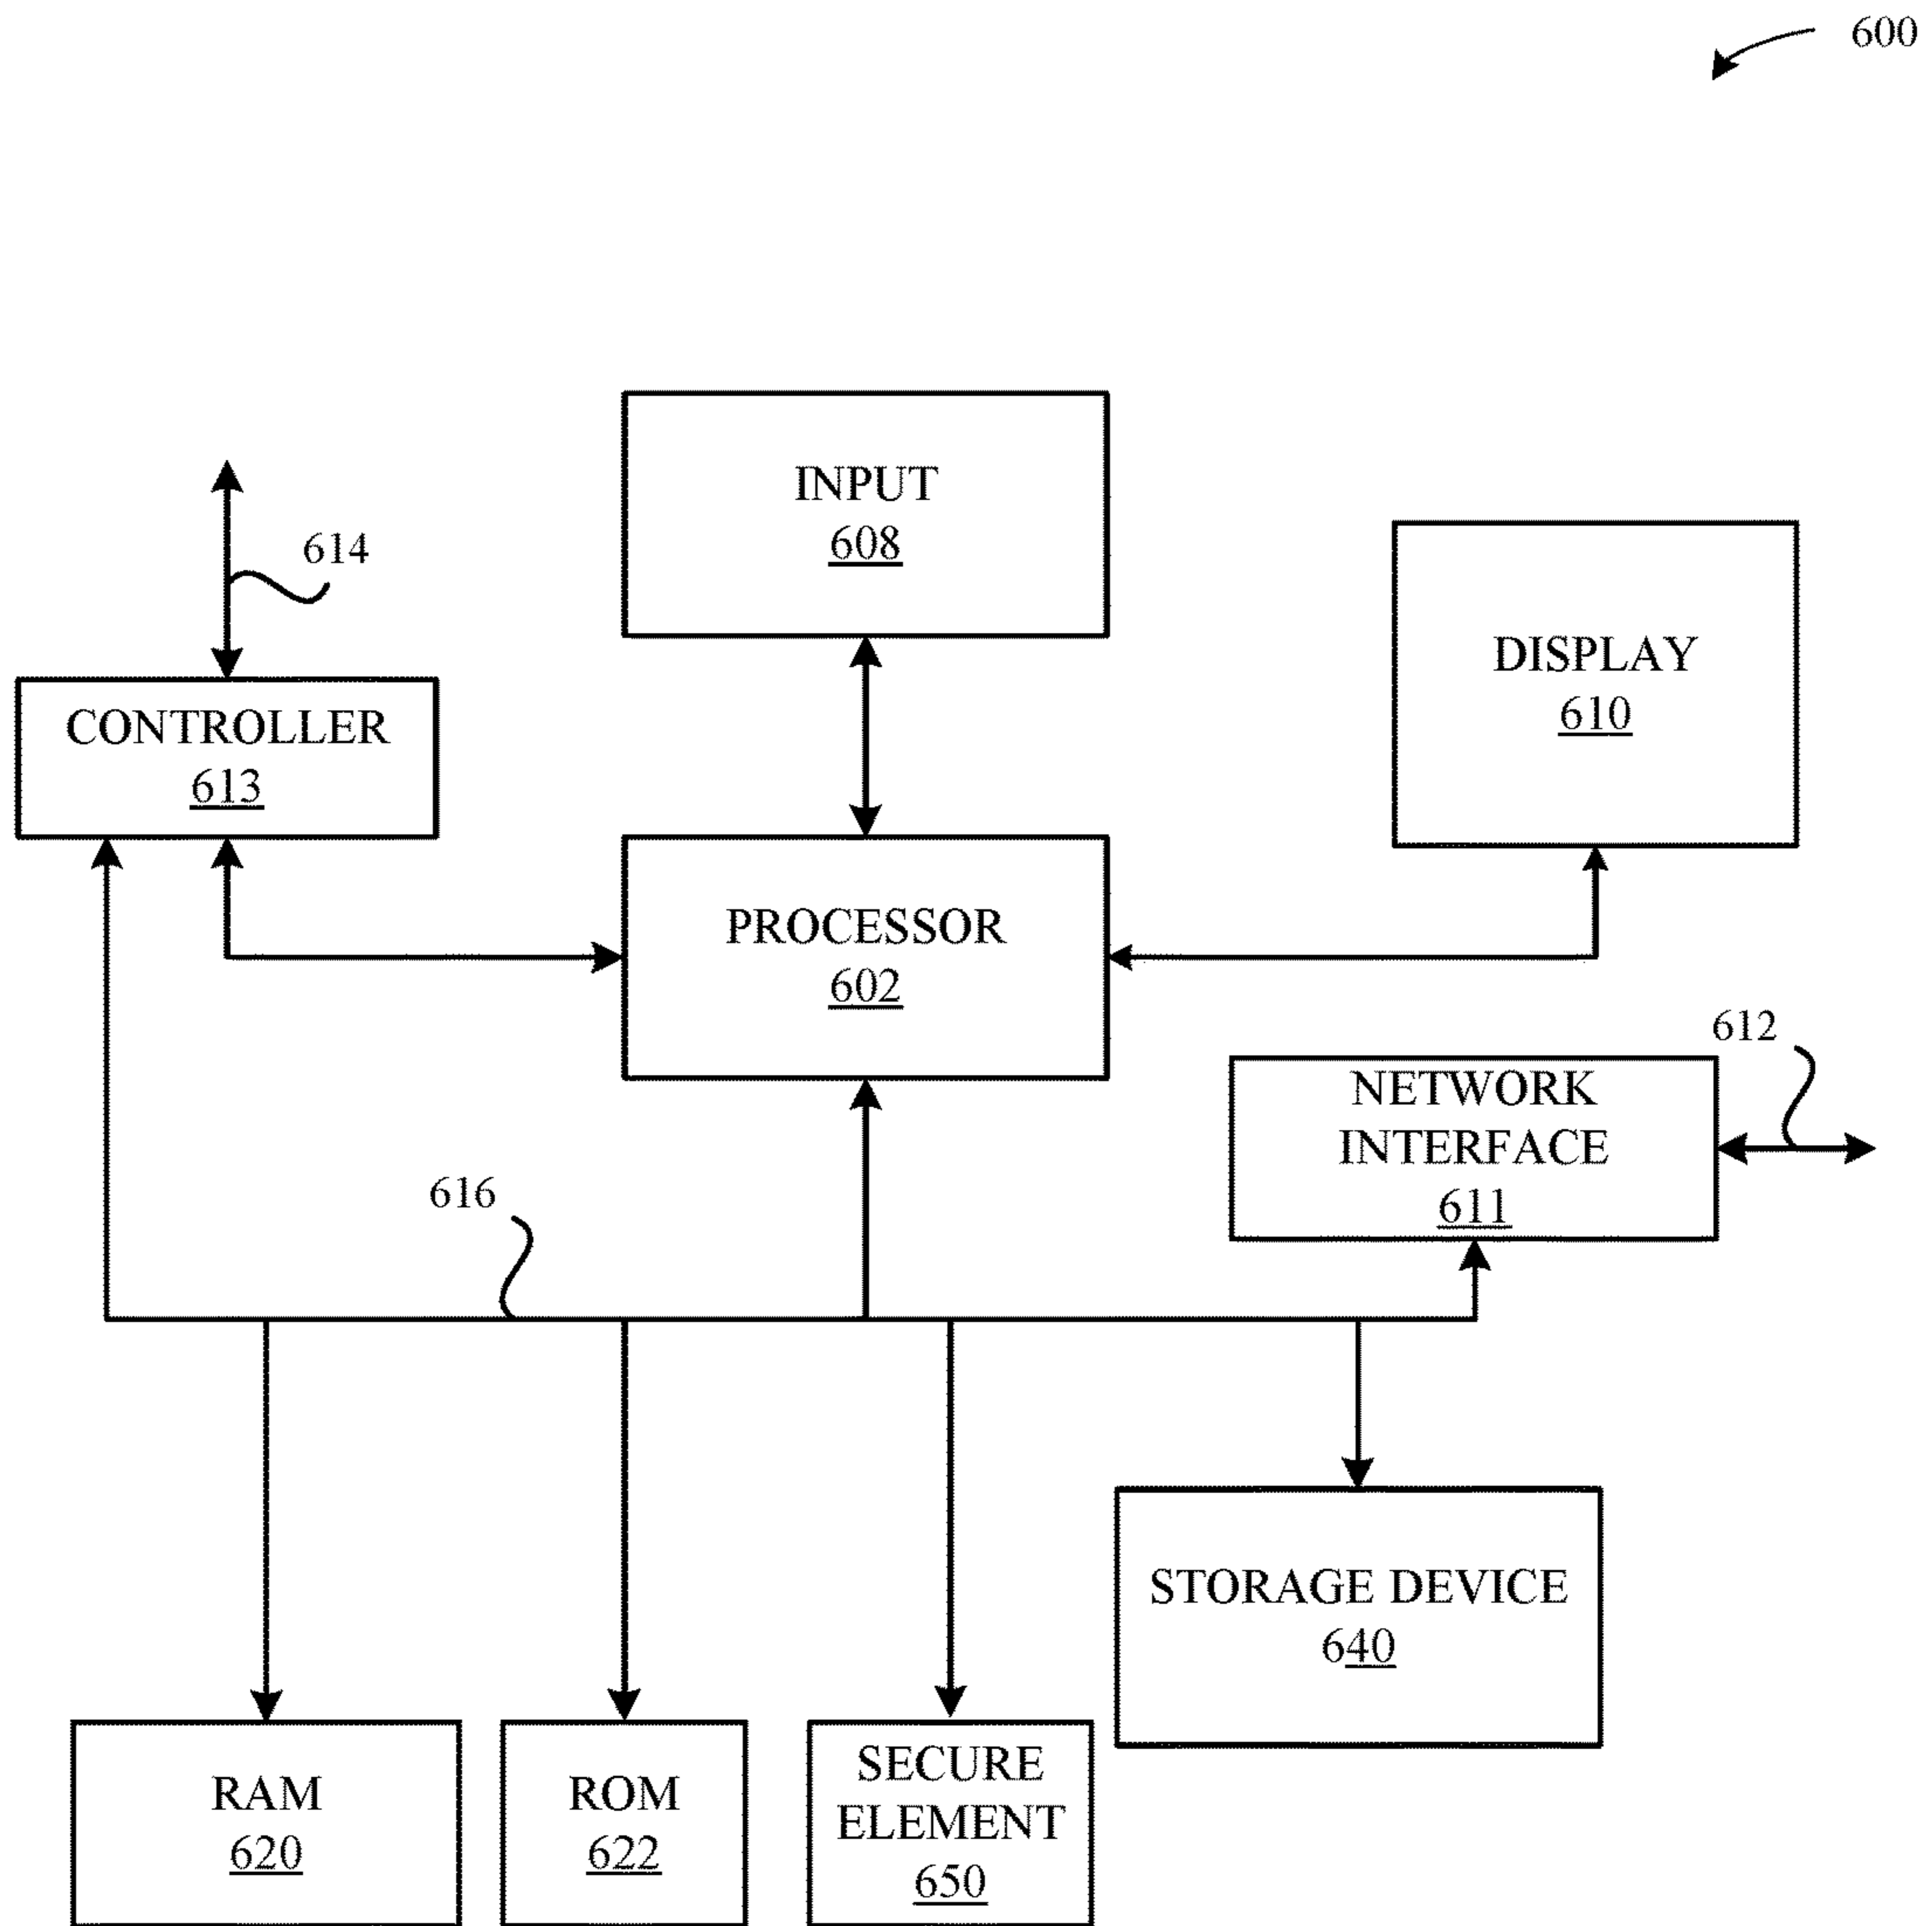 600
INPUT
608
614
DISPLAY
610
CONTROLLER
613
PROCESSOR
602
612
NETWORK
INTERFACE
611
616
STORAGE DEVICE
640
RAM
620
ROM
622
SECURE
ELEMENT
650